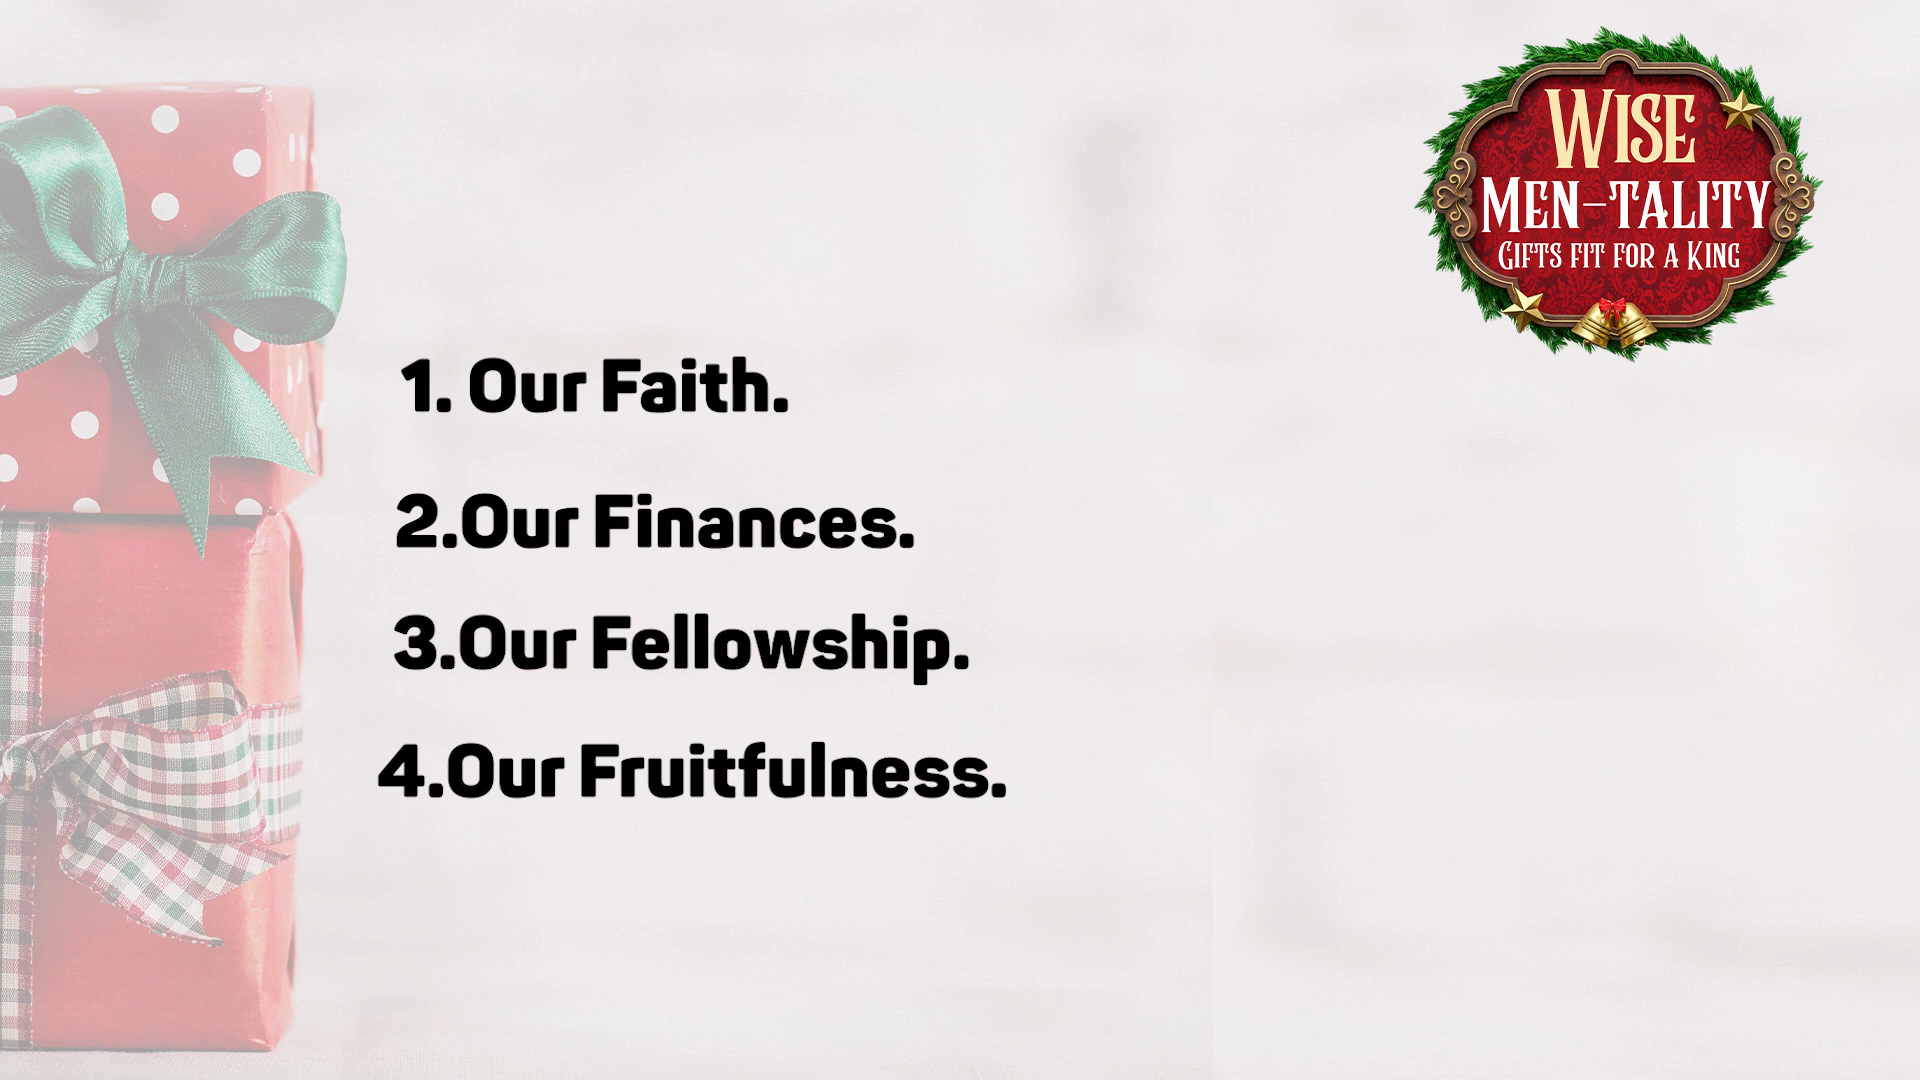 WISE
MEN-TALITY
GIFTS FIT FOR A KING
1. Our Faith.
2.Our Finances.
3.Our Fellowship.
4.Our Fruitfulness.